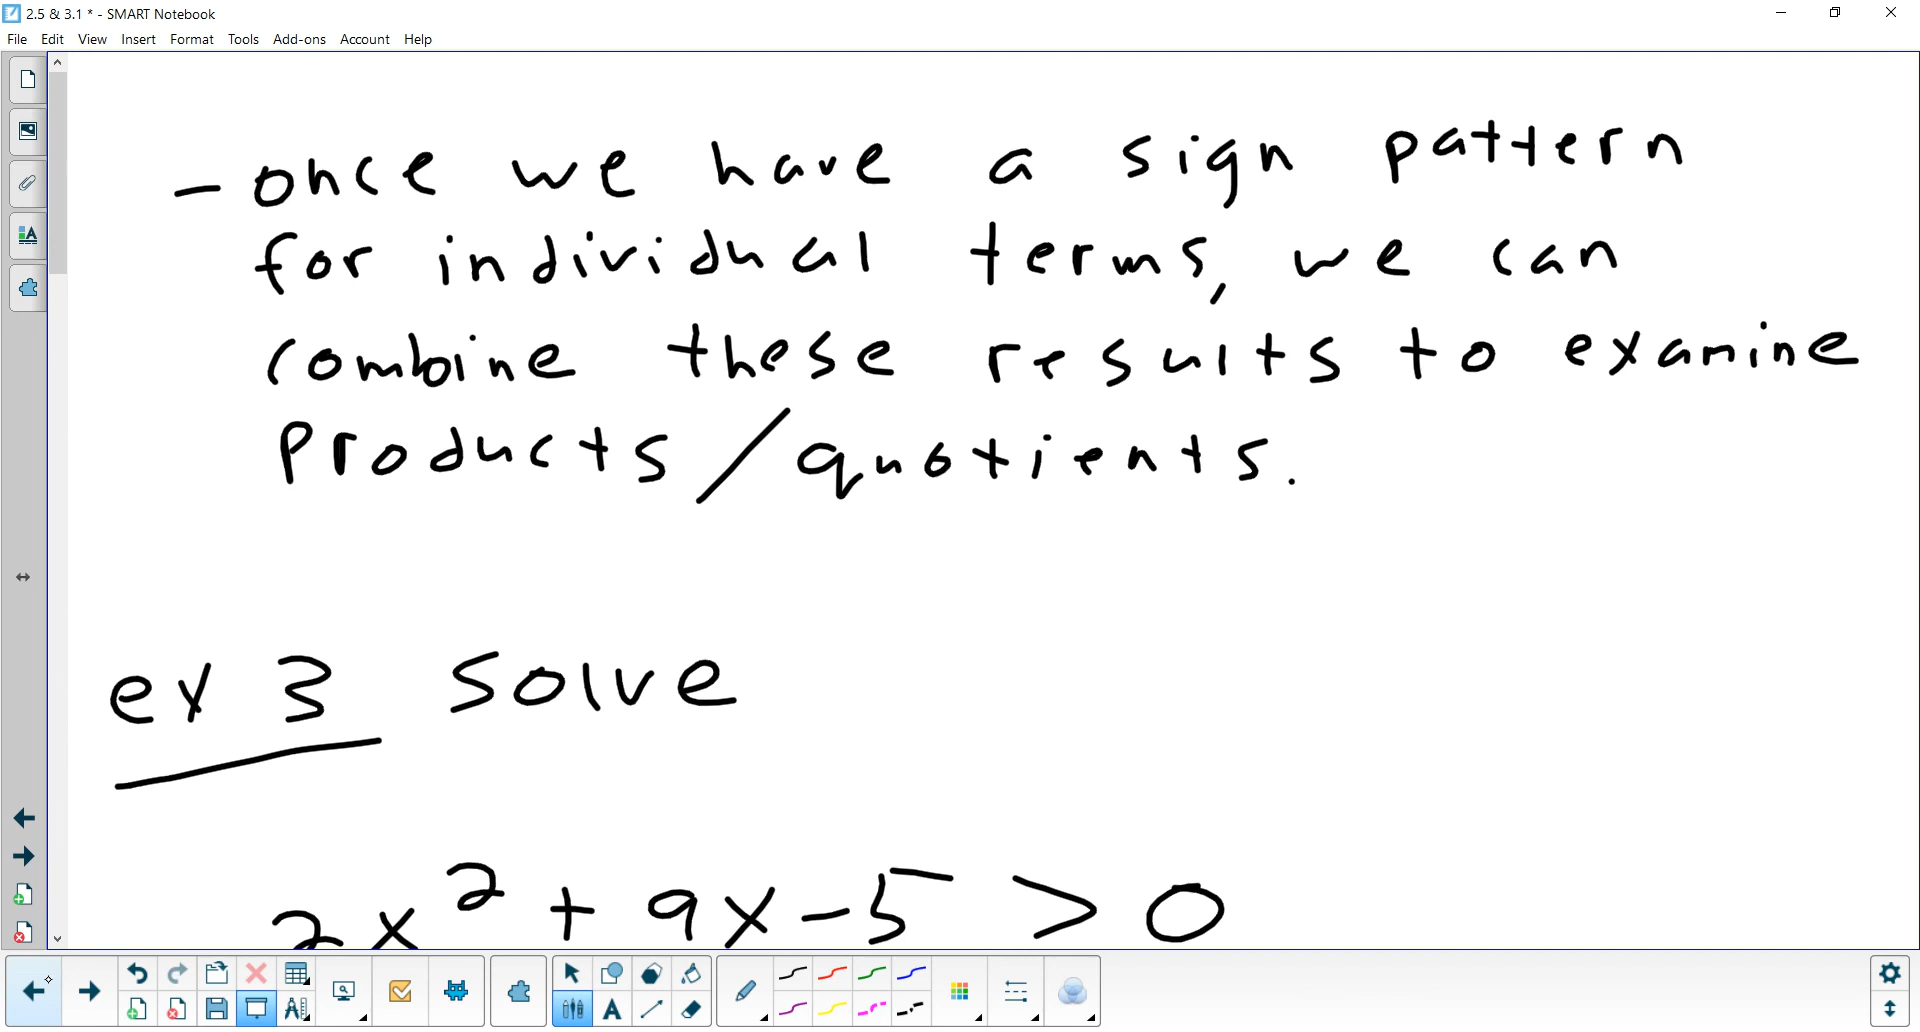 2.5 & 3.1 * - SMART Notebook
File Edit View Insert Format Tools Add-ons Account Help
- once we have a sign pattern
for individual terms, we can
combine these results to examine
products/quotients.
ex 3 solve
2x² + 9x - 5 > 0